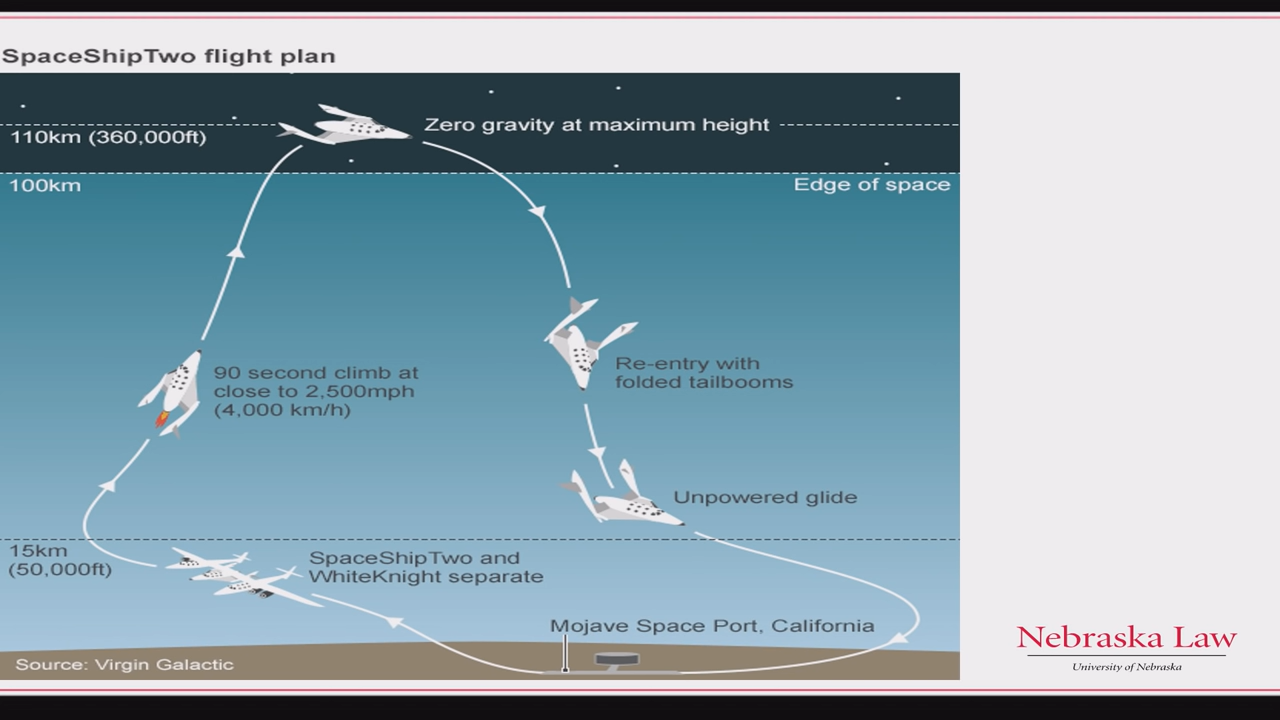 SpaceShipTwo flight plan
110km (360,000ft)
Zero gravity at maximum height
100km
Edge of space
90 second climb at
close to 2,500mph
(4,000 km/h)
Re-entry with
folded tailbooms
Unpowered glide
15km
(50,000ft)
SpaceShipTwo and
WhiteKnight separate
Mojave Space Port, California
Source: Virgin Galactic
Nebraska Law
University of Nebraska